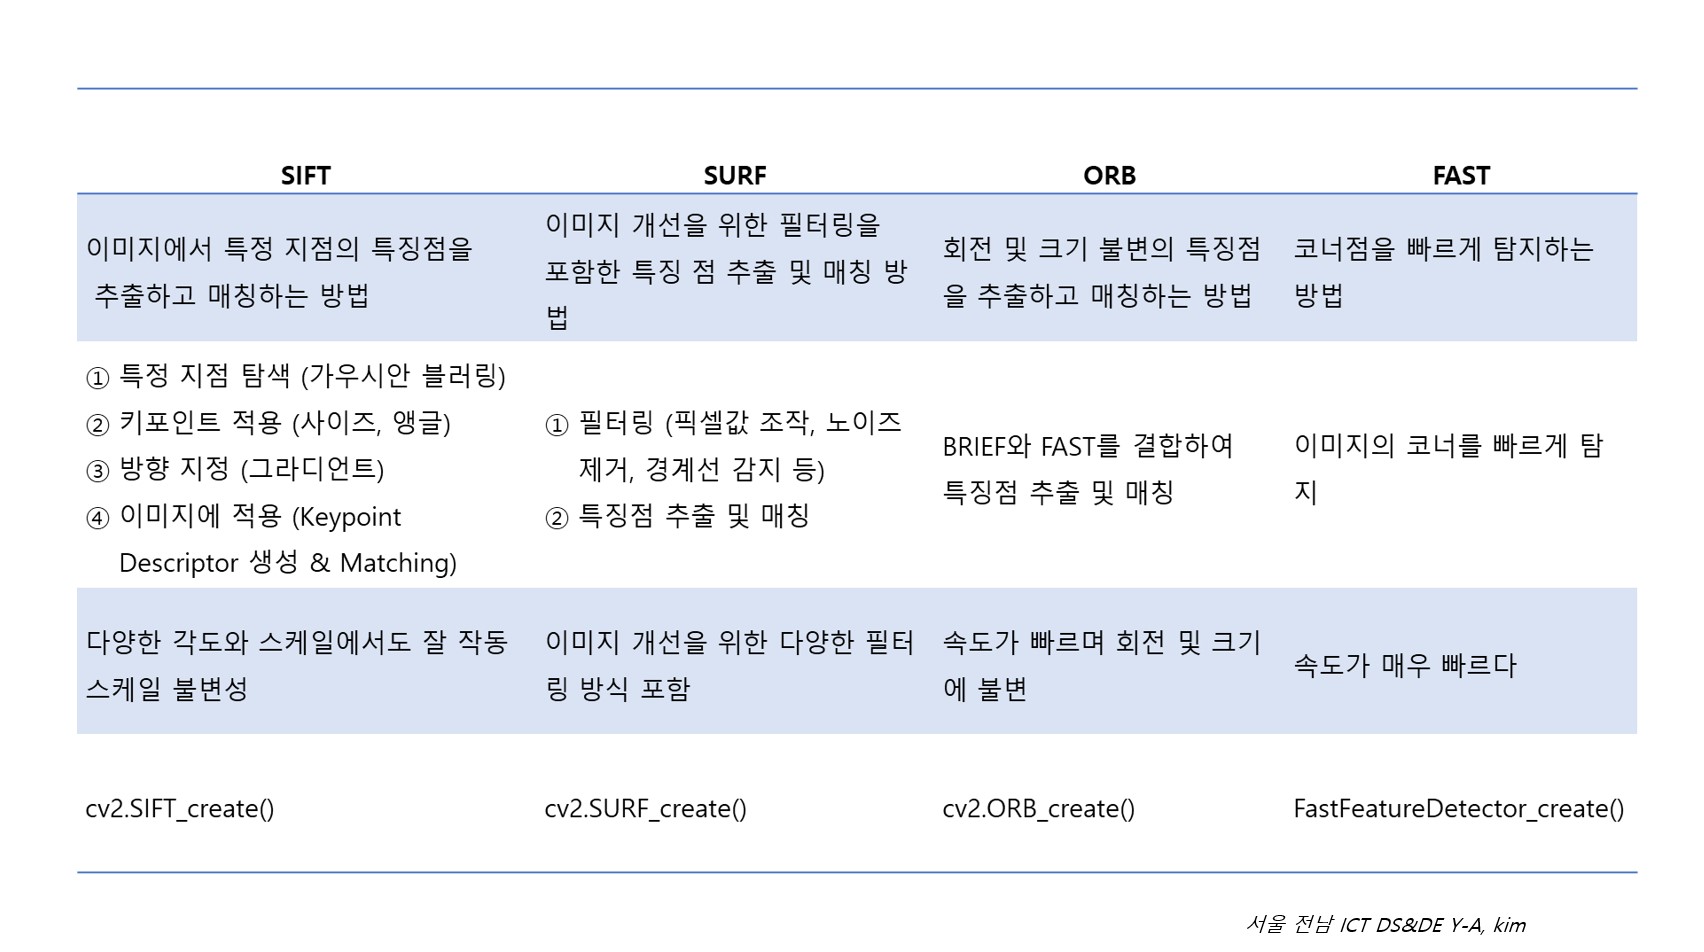 SIFT
SURF
ORB
FAST
이미지에서 특정 지점의 특징점을
추출하고 매칭하는 방법
이미지 개선을 위한 필터링을
포함한 특징 점 추출 및 매칭 방
법
회전 및 크기 불변의 특징점
을 추출하고 매칭하는 방법
코너점을 빠르게 탐지하는
방법
① 특정 지점 탐색 (가우시안 블러링)
② 키포인트 적용 (사이즈, 앵글)
③ 방향 지정 (그라디언트)
④ 이미지에 적용 (Keypoint
Descriptor 생성 & Matching)
① 필터링 (픽셀값 조작, 노이즈
제거, 경계선 감지 등)
② 특징점 추출 및 매칭
BRIEF와 FAST를 결합하여
특징점 추출 및 매칭
이미지의 코너를 빠르게 탐
지
다양한 각도와 스케일에서도 잘 작동
스케일 불변성
이미지 개선을 위한 다양한 필터
링 방식 포함
속도가 빠르며 회전 및 크기
에 불변
속도가 매우 빠르다
cv2.SIFT_create()
cv2.SURF_create()
cv2.ORB_create()
FastFeatureDetector_create()
서울 전남 ICT DS&DE Y-A, kim